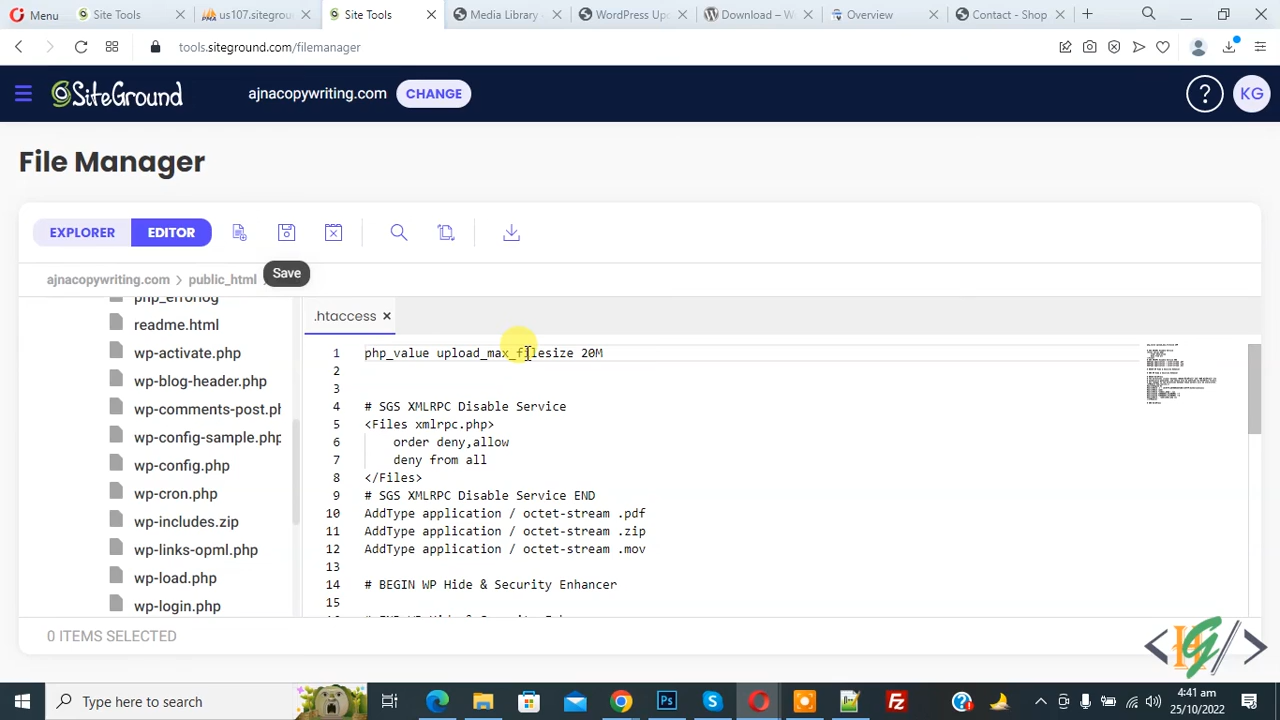 Menu
Site Tools
us107.sitegroun
Site Tools
Media Library
WordPress Up
Download – W
Overview
Contact - Shop
tools.siteground.com/filemanager
SiteGround
ajnacopywriting.com
CHANGE
?
KG
File Manager
EXPLORER
EDITOR
ajnacopywriting.com > public_html
Save
php_errorlog
readme.html
wp-activate.php
wp-blog-header.php
wp-comments-post.ph
wp-config-sample.php
wp-config.php
wp-cron.php
wp-includes.zip
wp-links-opml.php
wp-load.php
wp-login.php
.htaccess
1 php_value upload_max_filesize 20M
2
3
4 # SGS XMLRPC Disable Service
5 <Files xmlrpc.php>
6 order deny,allow
7 deny from all
8 </Files>
9 # SGS XMLRPC Disable Service END
10 AddType application / octet-stream .pdf
11 AddType application / octet-stream .zip
12 AddType application / octet-stream .mov
13
14 # BEGIN WP Hide & Security Enhancer
15
0 ITEMS SELECTED
Type here to search
4:41 am
25/10/2022